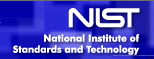 NIST
National Institute of
Standards and Technology